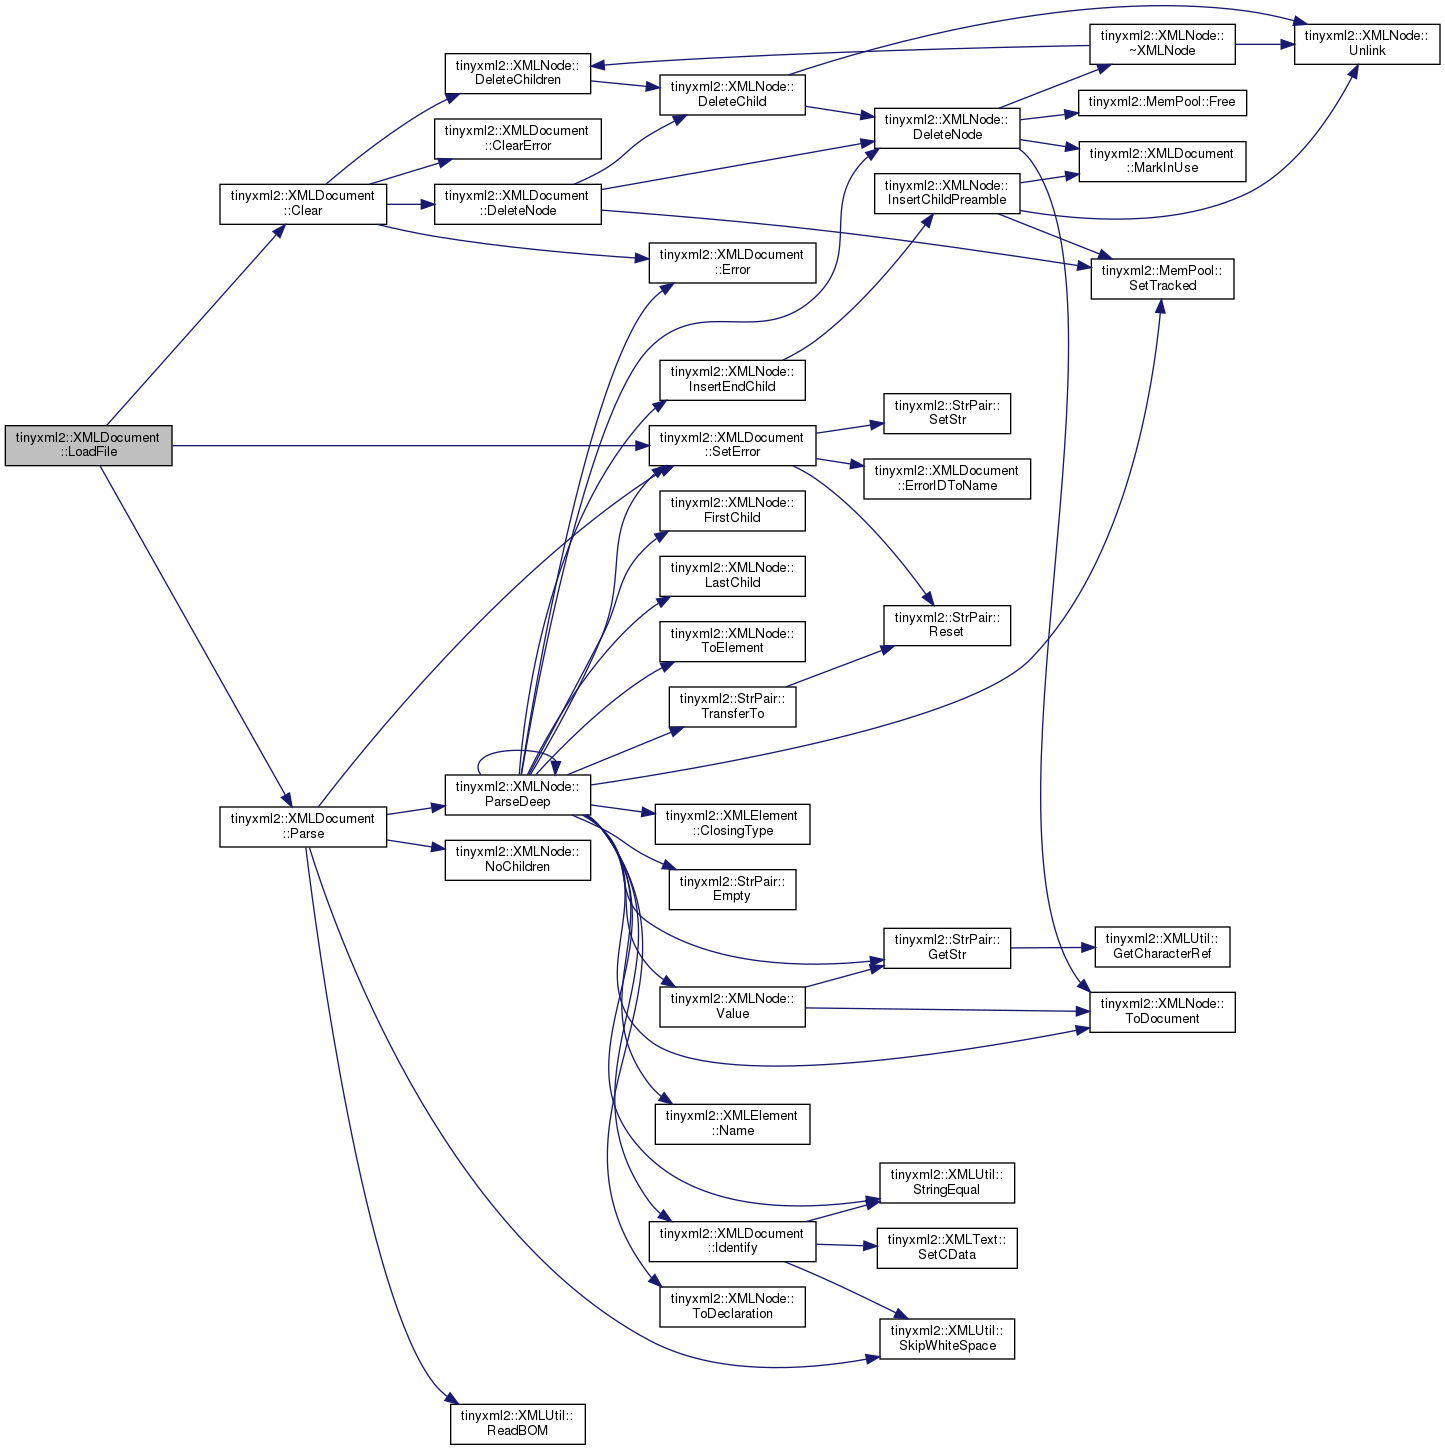 tinyxml2::XMLDocument
::LoadFile
tinyxml2::XMLDocument
::Clear
tinyxml2::XMLDocument
::Parse
tinyxml2::XMLNode::
DeleteChildren
tinyxml2::XMLDocument
::ClearError
tinyxml2::XMLDocument
::DeleteNode
tinyxml2::XMLNode::
ParseDeep
tinyxml2::XMLNode::
NoChildren
tinyxml2::XMLUtil::
ReadBOM
tinyxml2::XMLNode::
DeleteChild
tinyxml2::XMLDocument
::Error
tinyxml2::XMLNode::
InsertEndChild
tinyxml2::XMLDocument
::SetError
tinyxml2::XMLNode::
FirstChild
tinyxml2::XMLNode::
LastChild
tinyxml2::XMLNode::
ToElement
tinyxml2::StrPair::
TransferTo
tinyxml2::XMLElement
::ClosingType
tinyxml2::StrPair::
Empty
tinyxml2::XMLNode::
Value
tinyxml2::XMLElement
::Name
tinyxml2::XMLDocument
::Identify
tinyxml2::XMLNode::
ToDeclaration
tinyxml2::XMLNode::
DeleteNode
tinyxml2::XMLNode::
InsertChildPreamble
tinyxml2::StrPair::
SetStr
tinyxml2::XMLDocument
::ErrorIDToName
tinyxml2::StrPair::
Reset
tinyxml2::StrPair::
GetStr
tinyxml2::XMLUtil::
StringEqual
tinyxml2::XMLText::
SetCData
tinyxml2::XMLUtil::
SkipWhiteSpace
tinyxml2::XMLNode::
~XMLNode
tinyxml2::MemPool::Free
tinyxml2::XMLDocument
::MarkInUse
tinyxml2::MemPool::
SetTracked
tinyxml2::XMLUtil::
GetCharacterRef
tinyxml2::XMLNode::
ToDocument
tinyxml2::XMLNode::
Unlink